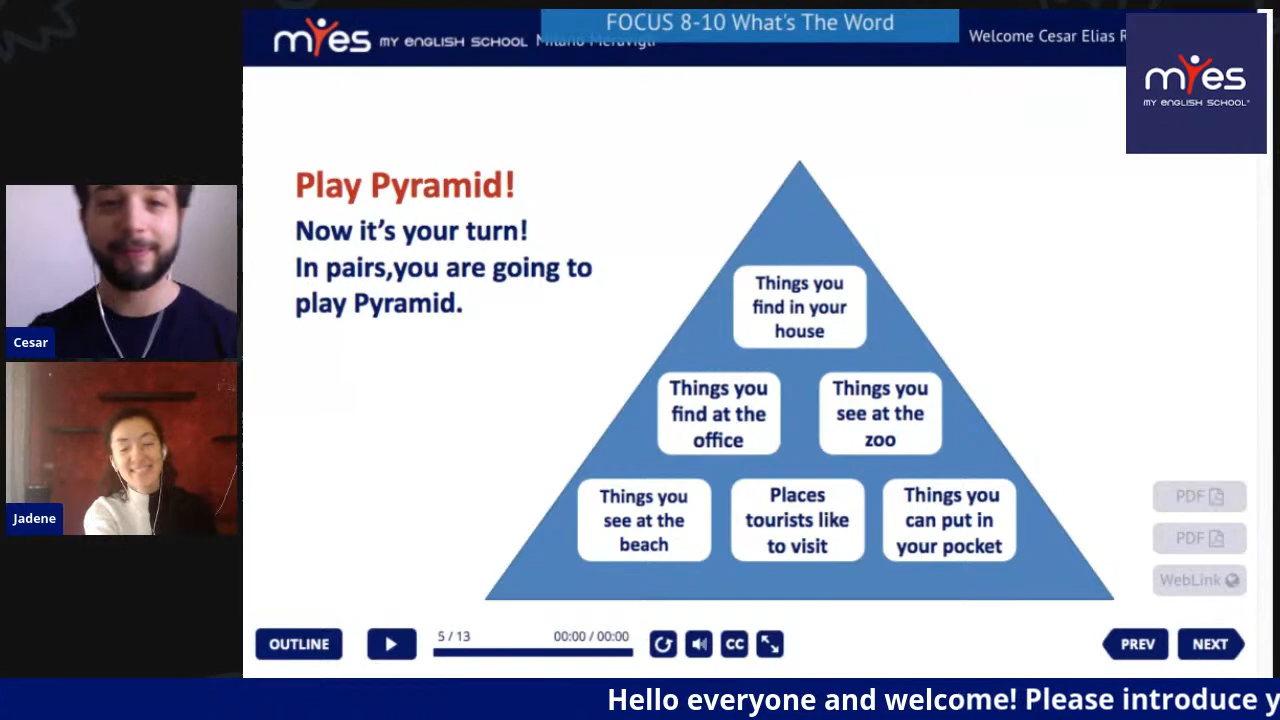 FOCUS 8-10 What's The Word
myes MY ENGLISH SCHOOL Milano Meravigli
Welcome Cesar Elias R
myes
MY ENGLISH SCHOOL
Play Pyramid!
Now it's your turn!
In pairs,you are going to
play Pyramid.
Things you
find in your
house
Things you
find at the
office
Things you
see at the
zoo
Things you
see at the
beach
Places
tourists like
to visit
Things you
can put in
your pocket
Cesar
Jadene
PDF
PDF
WebLink
OUTLINE
5 / 13
00:00 / 00:00
CC
PREV
NEXT
Hello everyone and welcome! Please introduce y